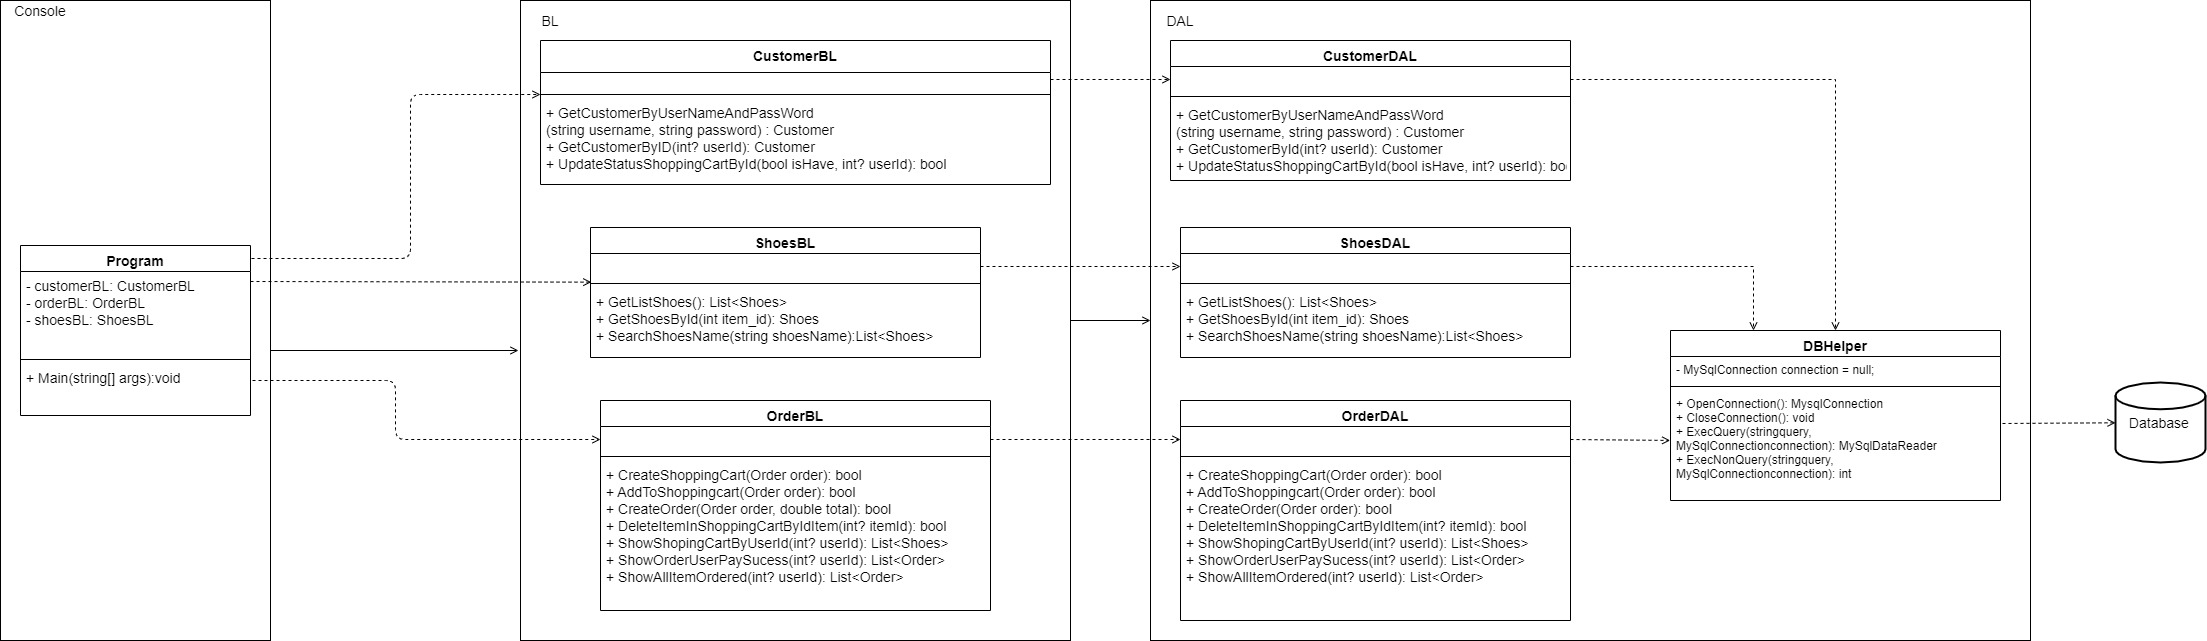 Console
Program
- customerBL: CustomerBL
- orderBL: OrderBL
- shoesBL: ShoesBL
+ Main(string[] args):void
BL
CustomerBL
+ GetCustomerByUserNameAndPassWord
(string username, string password) : Customer
+ GetCustomerByID(int? userId): Customer
+ UpdateStatusShoppingCartById(bool isHave, int? userId): bool
ShoesBL
+ GetListShoes(): List<Shoes>
+ GetShoesById(int item_id): Shoes
+ SearchShoesName(string shoesName):List<Shoes>
OrderBL
+ CreateShoppingCart(Order order): bool
+ AddToShoppingcart(Order order): bool
+ CreateOrder(Order order, double total): bool
+ DeleteItemInShoppingCartByIdItem(int? itemId): bool
+ ShowShopingCartByUserId(int? userId): List<Shoes>
+ ShowOrderUserPaySucess(int? userId): List<Order>
+ ShowAllItemOrdered(int? userId): List<Order>
DAL
CustomerDAL
+ GetCustomerByUserNameAndPassWord
(string username, string password) : Customer
+ GetCustomerById(int? userId): Customer
+ UpdateStatusShoppingCartById(bool isHave, int? userId): bo
ShoesDAL
+ GetListShoes(): List<Shoes>
+ GetShoesById(int item_id): Shoes
+ SearchShoesName(string shoesName):List<Shoes>
OrderDAL
+ CreateShoppingCart(Order order): bool
+ AddToShoppingcart(Order order): bool
+ CreateOrder(Order order): bool
+ DeleteItemInShoppingCartByIdItem(int? itemId): bool
+ ShowShopingCartByUserId(int? userId): List<Shoes>
+ ShowOrderUserPaySucess(int? userId): List<Order>
+ ShowAllItemOrdered(int? userId): List<Order>
DBHelper
- MySqlConnection connection = null;
+ OpenConnection(): MysqlConnection
+ CloseConnection(): void
+ ExecQuery(stringquery,
MySqlConnectionconnection): MySqlDataReader
+ ExecNonQuery(stringquery,
MySqlConnectionconnection): int
Database